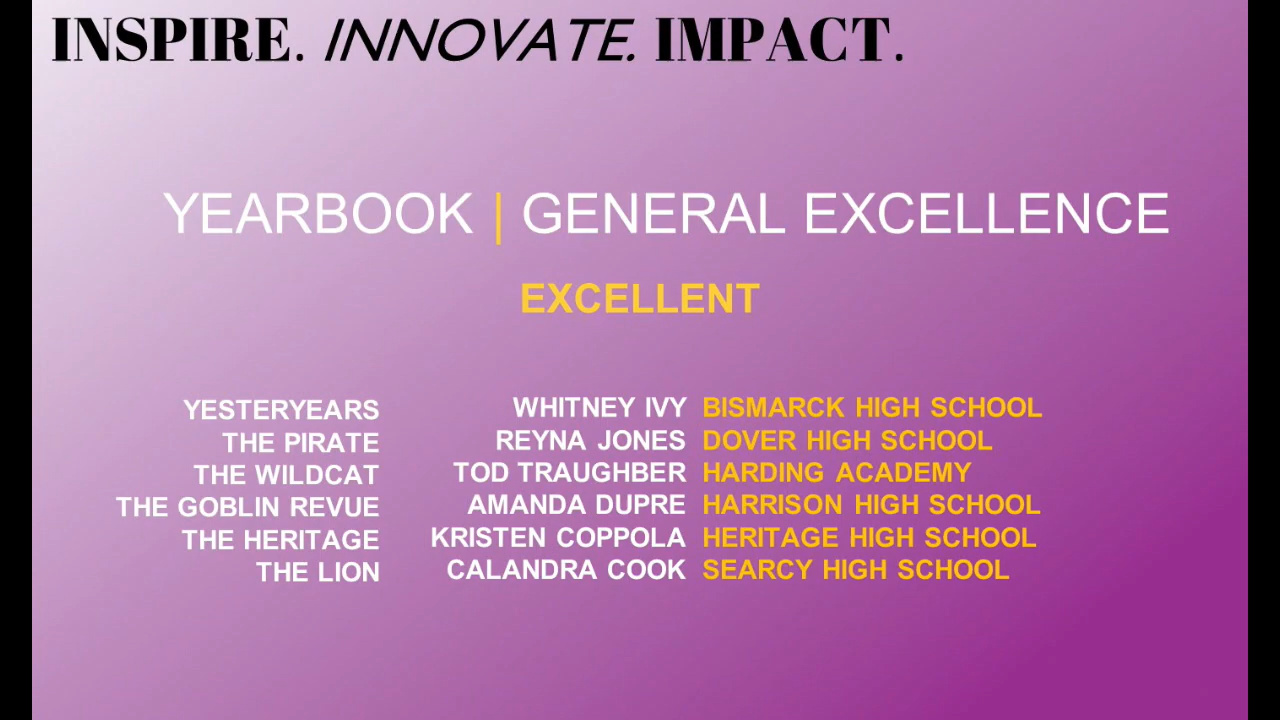 INSPIRE. INNOVATE. IMPACT.
YEARBOOK | GENERAL EXCELLENCE
EXCELLENT
YESTERYEARS WHITNEY IVY BISMARCK HIGH SCHOOL
THE PIRATE REYNA JONES DOVER HIGH SCHOOL
THE WILDCAT TOD TRAUGHBER HARDING ACADEMY
THE GOBLIN REVUE AMANDA DUPRE HARRISON HIGH SCHOOL
THE HERITAGE KRISTEN COPPOLA HERITAGE HIGH SCHOOL
THE LION CALANDRA COOK SEARCY HIGH SCHOOL